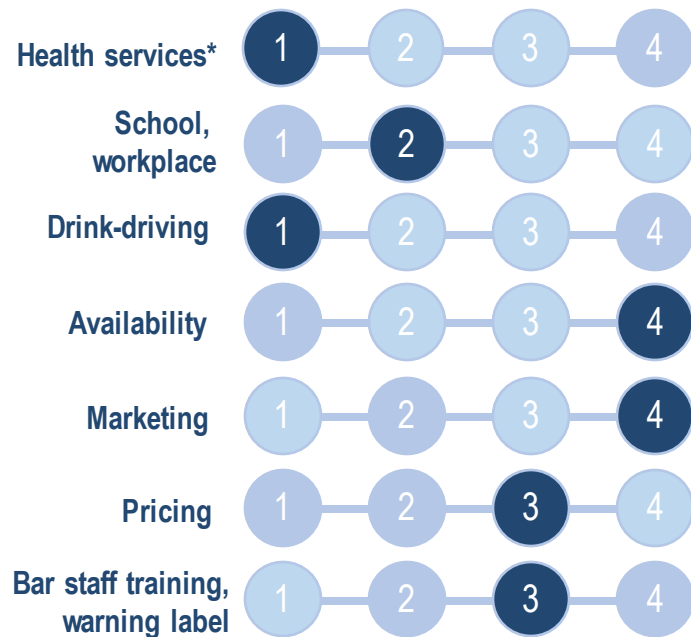 Health services* 1 2 3 4
School,
workplace 1 2 3 4
Drink-driving 1 2 3 4
Availability 1 2 3 4
Marketing 1 2 3 4
Pricing 1 2 3 4
Bar staff training,
warning label 1 2 3 4